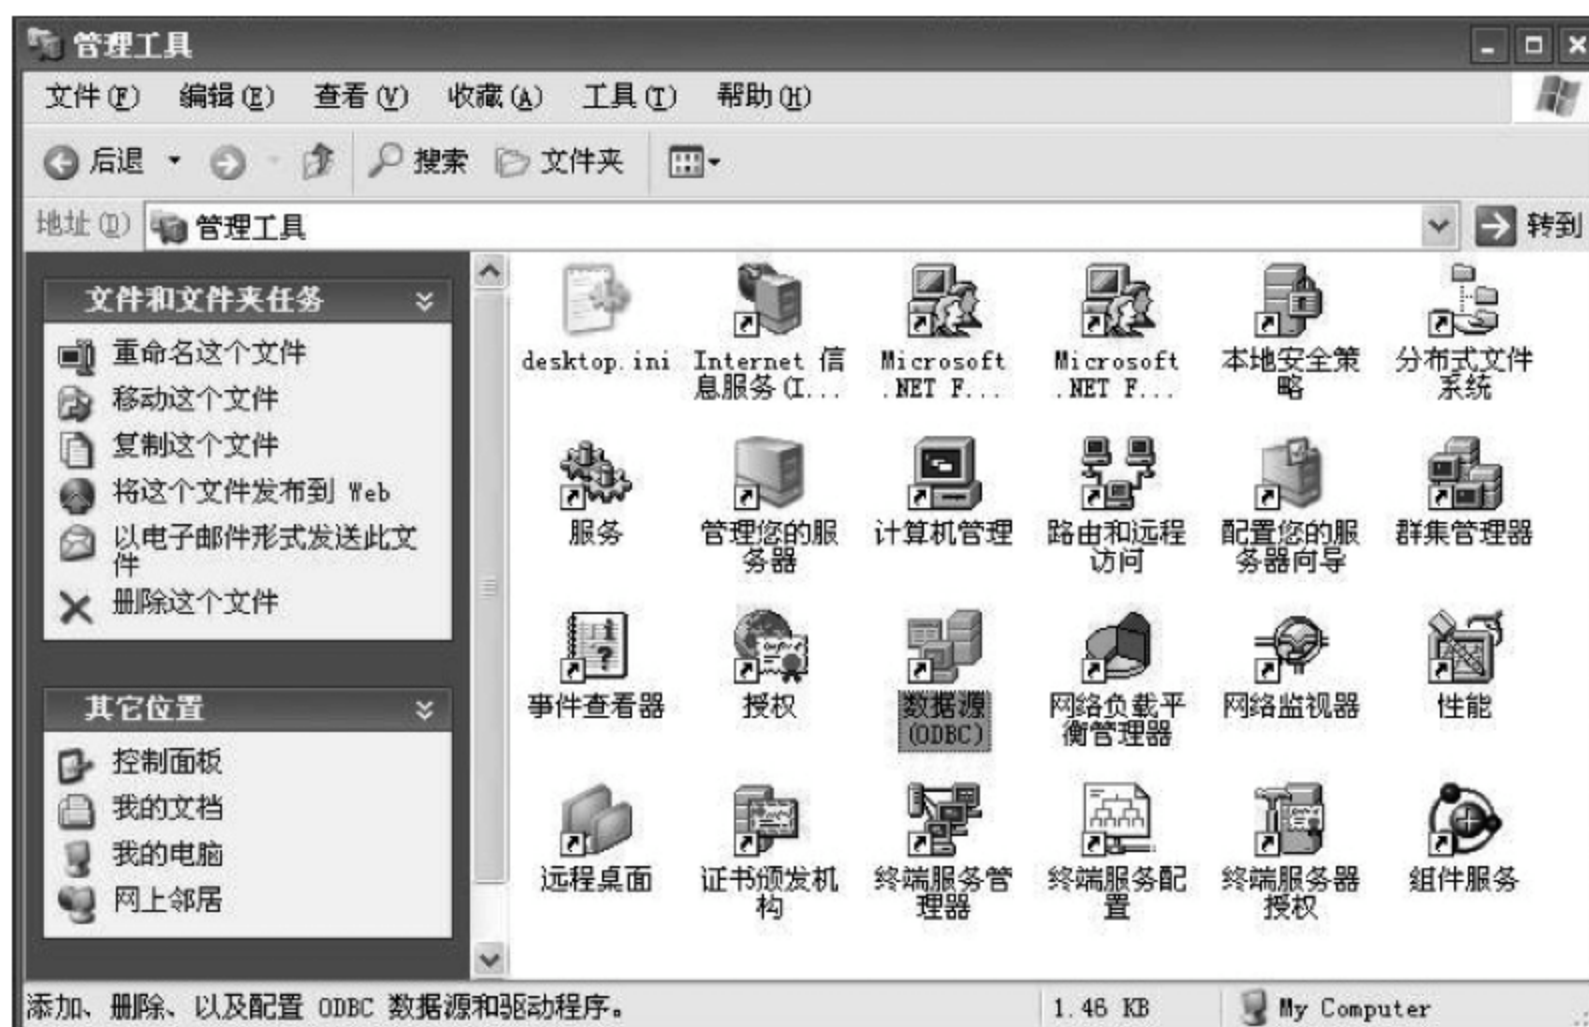 管理工具
文件(F) 编辑(E) 查看(V) 收藏(A) 工具(T) 帮助(H)
后退 搜索 文件夹
地址(D) 管理工具 转到
文件和文件夹任务
重命名这个文件
移动这个文件
复制这个文件
将这个文件发布到 Web
以电子邮件形式发送此文
件
删除这个文件
其它位置
控制面板
我的文档
我的电脑
网上邻居
desktop.ini
Internet 信
息服务(I...
Microsoft
.NET F...
Microsoft
.NET F...
本地安全策
略
分布式文件
系统
服务
管理您的服
务器
计算机管理
路由和远程
访问
配置您的服
务器向导
群集管理器
事件查看器
授权
数据源
(ODBC)
网络负载平
衡管理器
网络监视器
性能
远程桌面
证书颁发机
构
终端服务管
理器
终端服务配
置
终端服务器
授权
组件服务
添加、删除、以及配置 ODBC 数据源和驱动程序。 1.46 KB My Computer